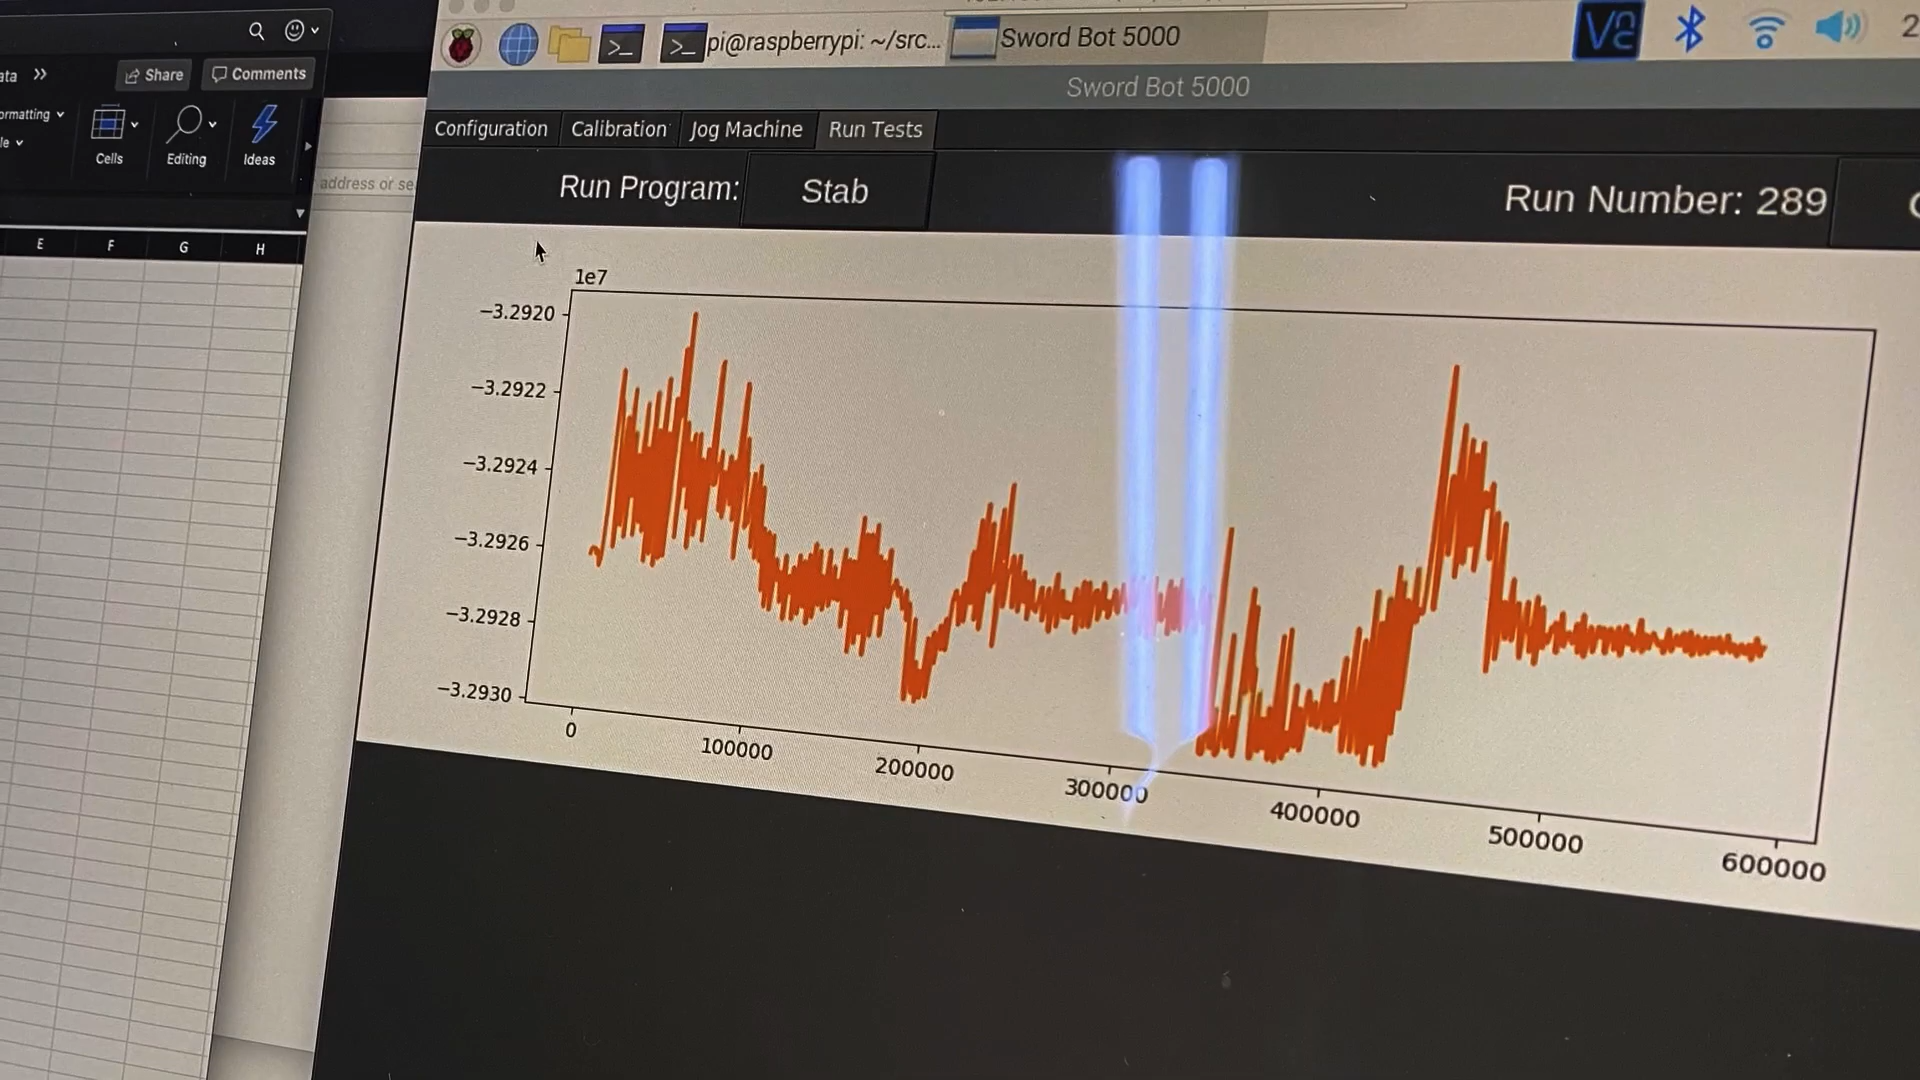 ata
Share
Comments
ormatting
le
Cells
Editing
Ideas
address or se
E F G H
pi@raspberrypi: ~/src...
Sword Bot 5000
Sword Bot 5000
Configuration
Calibration
Jog Machine
Run Tests
Run Program:
Stab
Run Number: 289
1e7
−3.2920
−3.2922
−3.2924
−3.2926
−3.2928
−3.2930
0
100000
200000
300000
400000
500000
600000
V2
2